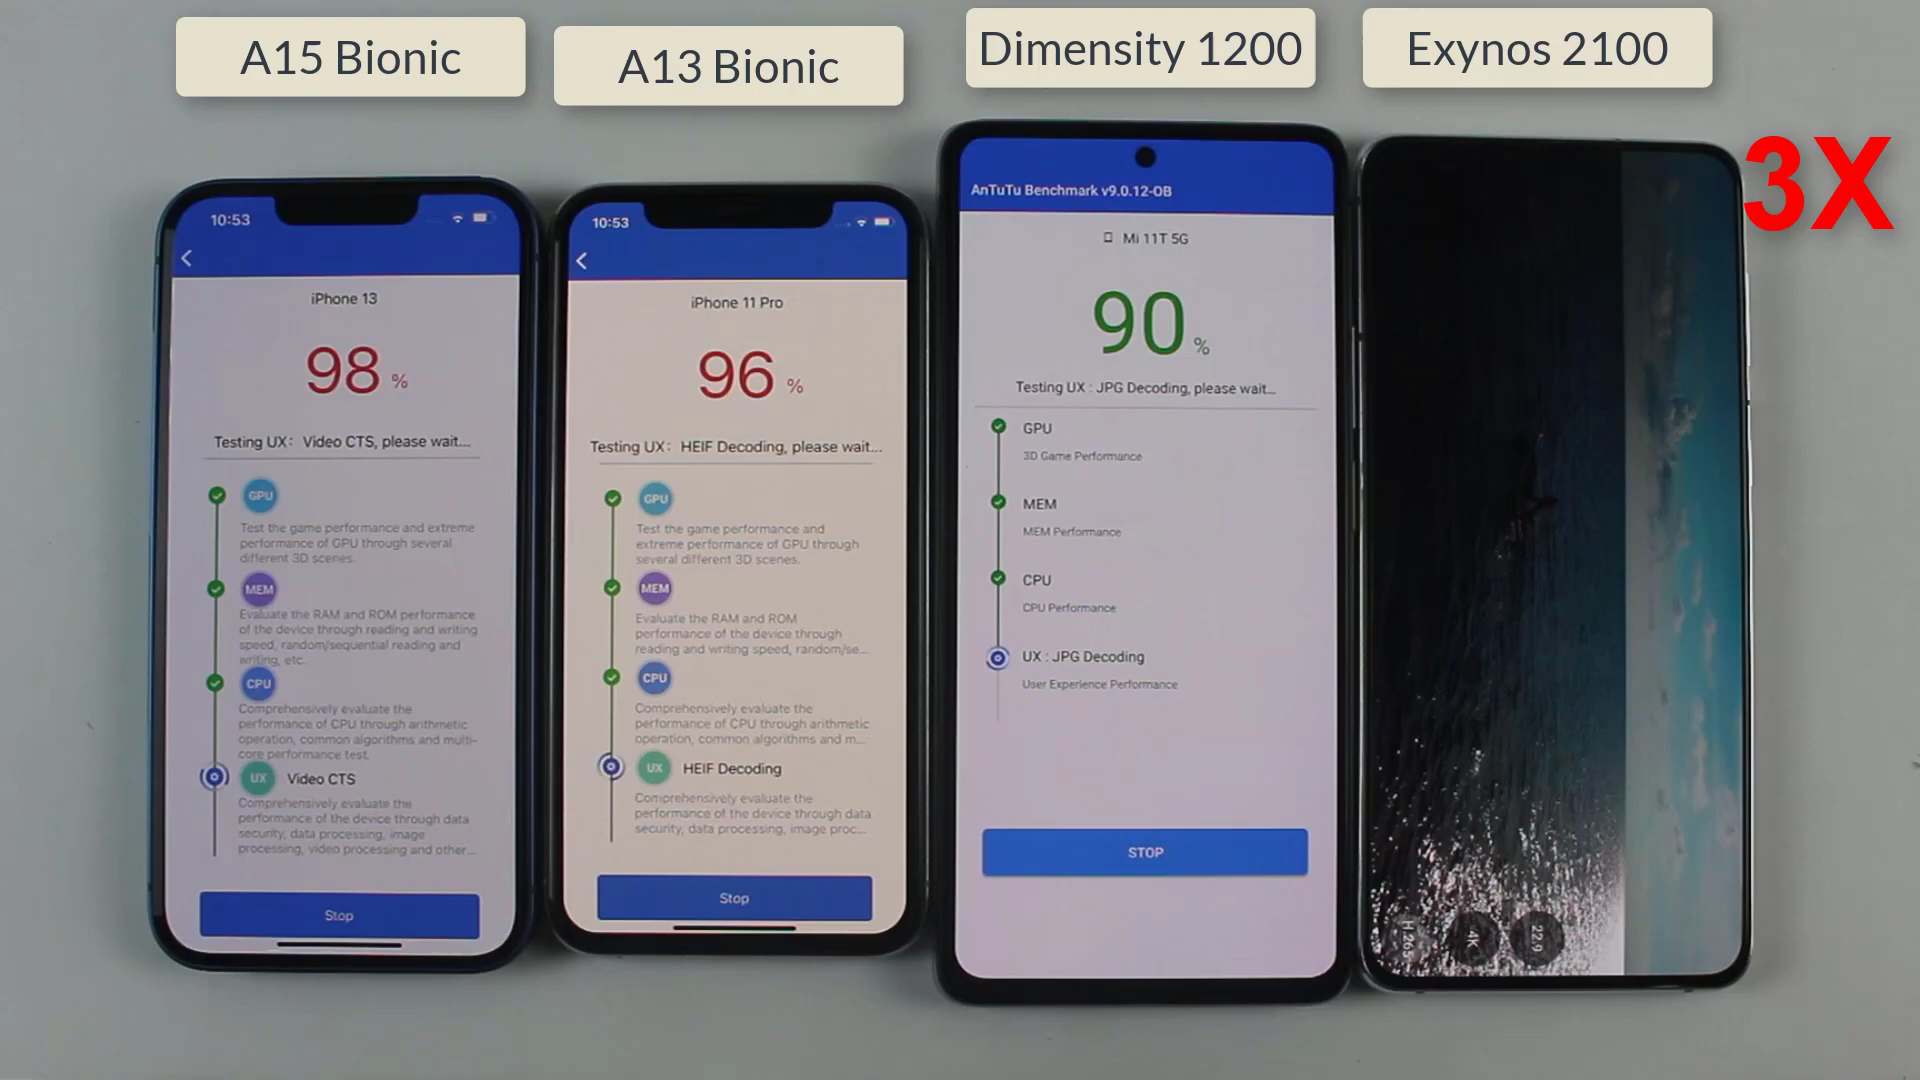 A15 Bionic
A13 Bionic
Dimensity 1200
Exynos 2100
3X
10:53
iPhone 13
98 %
Testing UX: Video CTS, please wait...
GPU
Test the game performance and extreme
performance of GPU through several
different 3D scenes.
MEM
Evaluate the RAM and ROM performance
of the device through reading and writing
speed, random/sequential reading and
writing, etc.
CPU
Comprehensively evaluate the
performance of CPU through arithmetic
operation, common algorithms and multi-
core performance test.
UX Video CTS
Comprehensively evaluate the
performance of the device through data
security, data processing, image
processing, video processing and other...
Stop
10:53
iPhone 11 Pro
96 %
Testing UX: HEIF Decoding, please wait...
GPU
Test the game performance and
extreme performance of GPU through
several different 3D scenes.
MEM
Evaluate the RAM and ROM
performance of the device through
reading and writing speed, random/se...
CPU
Comprehensively evaluate the
performance of CPU through arithmetic
operation, common algorithms and m...
UX HEIF Decoding
Comprehensively evaluate the
performance of the device through data
security, data processing, image proc...
Stop
AnTuTu Benchmark v9.0.12-OB
Mi 11T 5G
90 %
Testing UX : JPG Decoding, please wait...
GPU
3D Game Performance
MEM
MEM Performance
CPU
CPU Performance
UX : JPG Decoding
User Experience Performance
STOP
22.9
4K
H.265